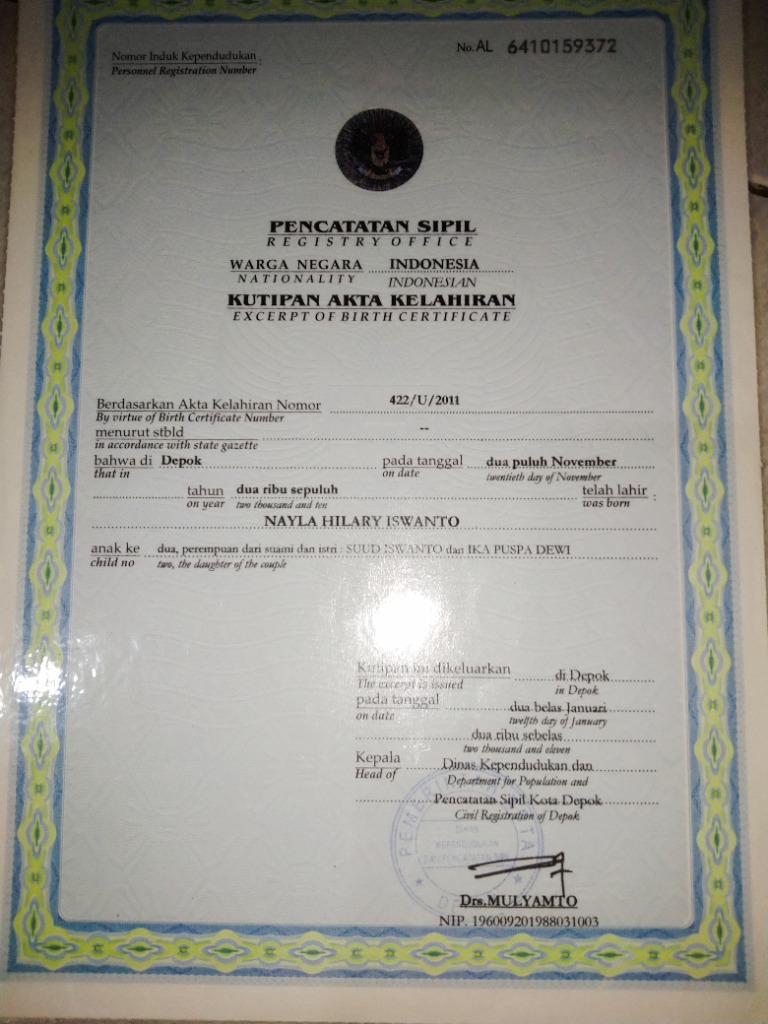 Nomor Induk Kependudukan :
Personnel Registration Number
No. AL 6410159372
PENCATATAN SIPIL
REGISTRY OFFICE
WARGA NEGARA INDONESIA
NATIONALITY INDONESIAN
KUTIPAN AKTA KELAHIRAN
EXCERPT OF BIRTH CERTIFICATE
Berdasarkan Akta Kelahiran Nomor 422/U/2011
By virtue of Birth Certificate Number
menurut stbld --
in accordance with state gazette
bahwa di Depok pada tanggal dua puluh November
that in on date twentieth day of November
tahun dua ribu sepuluh telah lahir :
on year two thousand and ten was born
NAYLA HILARY ISWANTO
anak ke dua, perempuan dari suami dan istri : SUUD ISWANTO dan IKA PUSPA DEWI
child no two, the daughter of the couple
Kutipan ini dikeluarkan di Depok
The excerpt is issued in Depok
pada tanggal dua belas Januari
on date twelfth day of January
dua ribu sebelas
two thousand and eleven
Kepala Dinas Kependudukan dan
Head of Department for Population and
Pencatatan Sipil Kota Depok
Civil Registration of Depok
Drs.MULYAMTO
NIP. 196009201988031003